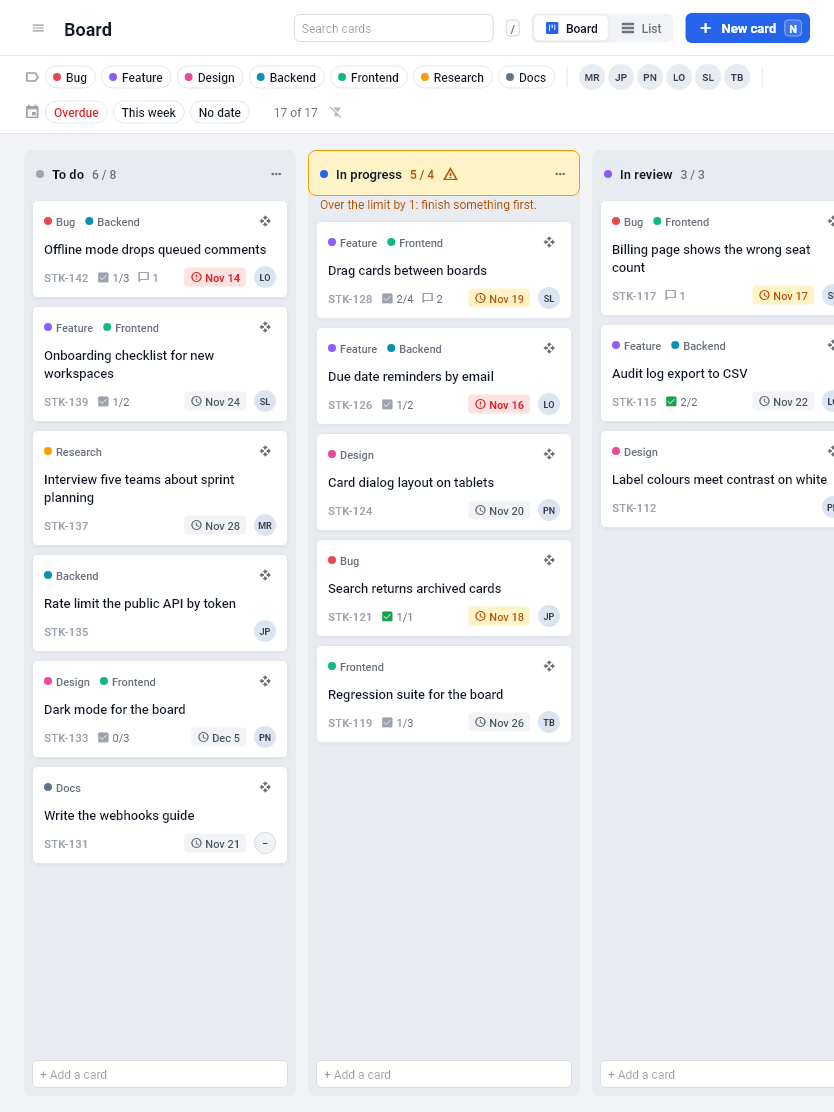 Board
Search cards
/
Board
List
New card N
Bug
Feature
Design
Backend
Frontend
Research
Docs
MR
JP
PN
LO
SL
TB
Overdue
This week
No date
17 of 17
To do 6 / 8
Bug Backend
Offline mode drops queued comments
STK-142 1/3 1 Nov 14 LO
Feature Frontend
Onboarding checklist for new
workspaces
STK-139 1/2 Nov 24 SL
Research
Interview five teams about sprint
planning
STK-137 Nov 28 MR
Backend
Rate limit the public API by token
STK-135 JP
Design Frontend
Dark mode for the board
STK-133 0/3 Dec 5 PN
Docs
Write the webhooks guide
STK-131 Nov 21 –
+ Add a card
In progress 5 / 4
Over the limit by 1: finish something first.
Feature Frontend
Drag cards between boards
STK-128 2/4 2 Nov 19 SL
Feature Backend
Due date reminders by email
STK-126 1/2 Nov 16 LO
Design
Card dialog layout on tablets
STK-124 Nov 20 PN
Bug
Search returns archived cards
STK-121 1/1 Nov 18 JP
Frontend
Regression suite for the board
STK-119 1/3 Nov 26 TB
+ Add a card
In review 3 / 3
Bug Frontend
Billing page shows the wrong seat
count
STK-117 1 Nov 17
Feature Backend
Audit log export to CSV
STK-115 2/2 Nov 22
Design
Label colours meet contrast on white
STK-112
+ Add a card